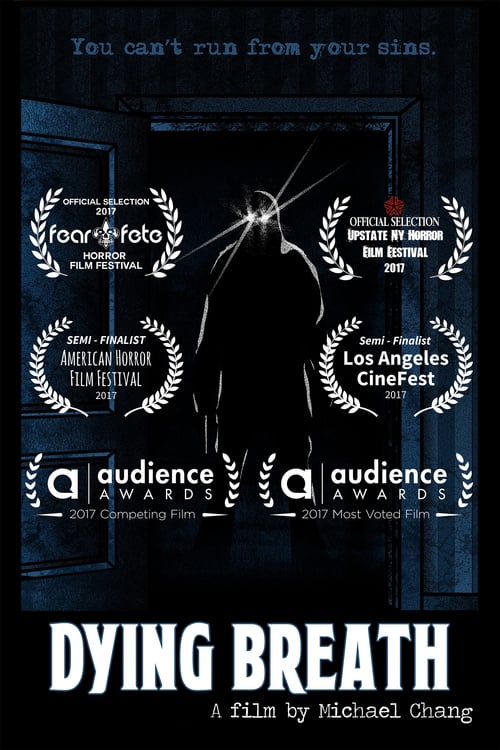 You can't run from your sins.
OFFICIAL SELECTION
2017
fear fete
HORROR
FILM FESTIVAL
OFFICIAL SELECTION
UPSTATE NY HORROR
FILM FESTIVAL
2017
SEMI - FINALIST
AMERICAN HORROR
FILM FESTIVAL
2017
Semi - Finalist
Los Angeles
CineFest
2017
a | audience
AWARDS
2017 Competing Film
a | audience
AWARDS
2017 Most Voted Film
DYING BREATH
A film by Michael Chang